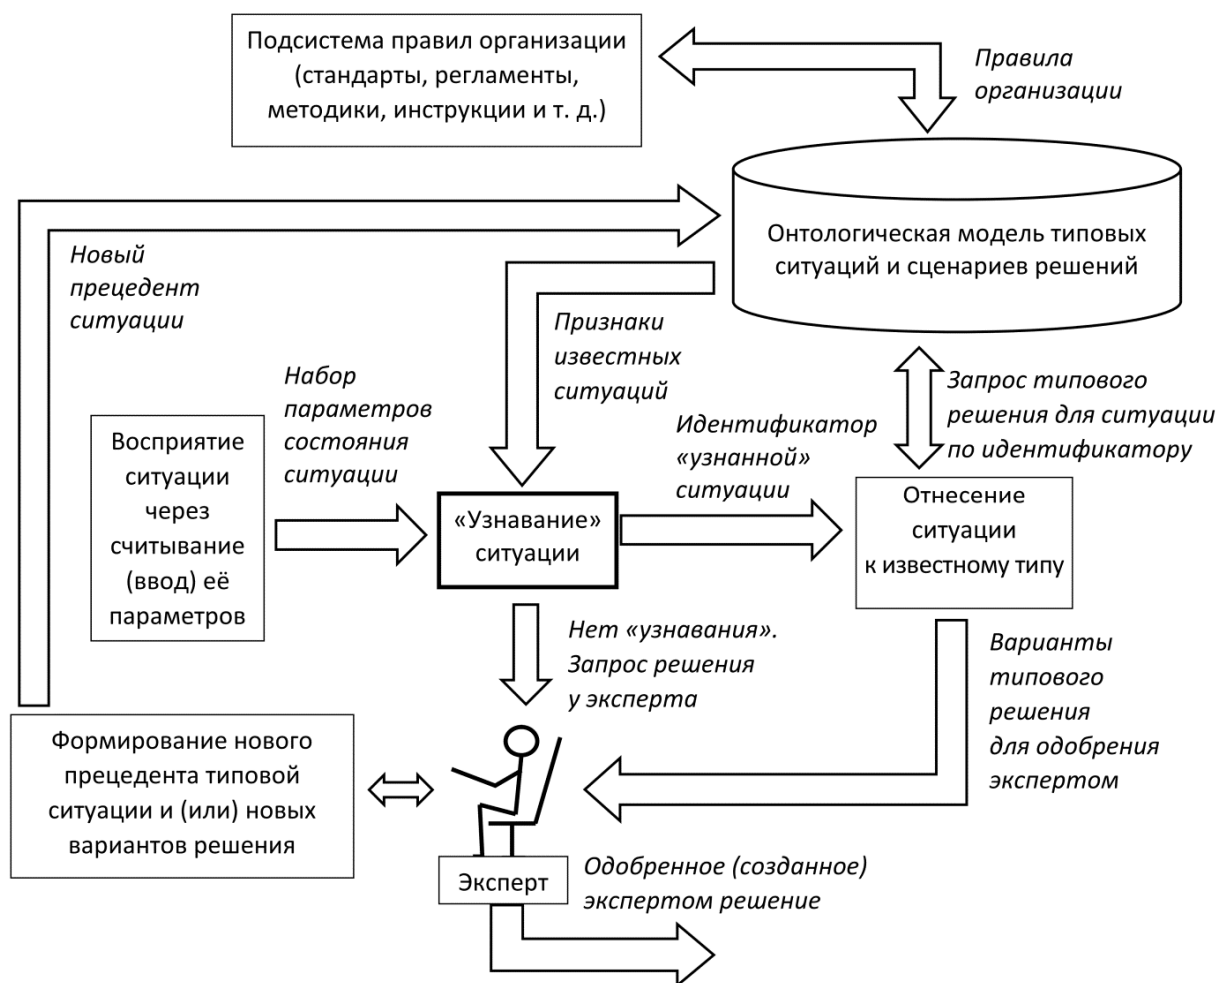 Подсистема правил организации
(стандарты, регламенты,
методики, инструкции и т. д.)
Правила
организации
Онтологическая модель типовых
ситуаций и сценариев решений
Новый
прецедент
ситуации
Признаки
известных
ситуаций
Набор
параметров
состояния
ситуации
Запрос типового
решения для ситуации
по идентификатору
Идентификатор
«узнанной»
ситуации
Восприятие
ситуации
через
считывание
(ввод) её
параметров
«Узнавание»
ситуации
Отнесение
ситуации
к известному типу
Нет «узнавания».
Запрос решения
у эксперта
Варианты
типового
решения
для одобрения
экспертом
Формирование нового
прецедента типовой
ситуации и (или) новых
вариантов решения
Эксперт
Одобренное (созданное)
экспертом решение